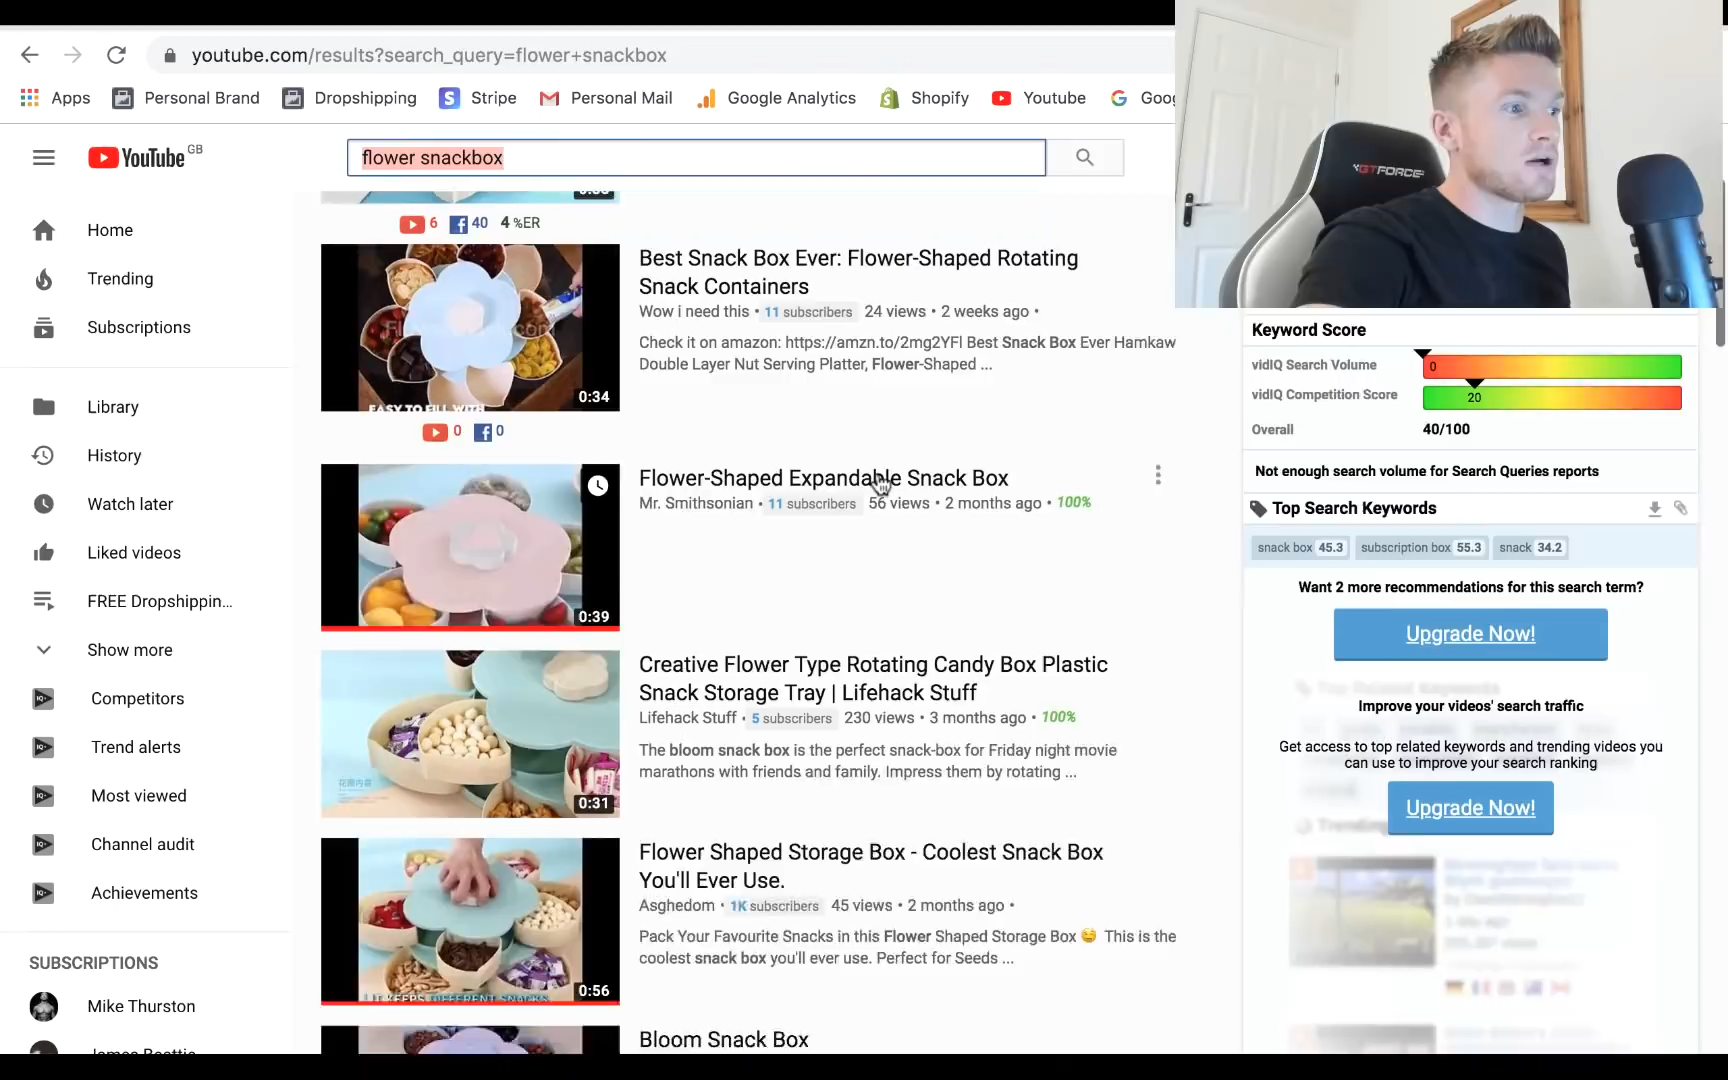 youtube.com/results?search_query=flower+snackbox
Apps Personal Brand Dropshipping Stripe Personal Mail Google Analytics Shopify Youtube Goog
YouTube GB
flower snackbox
GTFORCE
Home
Trending
Subscriptions
Library
History
Watch later
Liked videos
FREE Dropshippin...
Show more
Competitors
Trend alerts
Most viewed
Channel audit
Achievements
SUBSCRIPTIONS
Mike Thurston
6 40 4 %ER
Best Snack Box Ever: Flower-Shaped Rotating
Snack Containers
Wow i need this • 11 subscribers 24 views • 2 weeks ago •
Check it on amazon: https://amzn.to/2mg2YFl Best Snack Box Ever Hamkaw
Double Layer Nut Serving Platter, Flower-Shaped ...
EASY TO FILL WITH
0:34
0 0
Flower-Shaped Expandable Snack Box
Mr. Smithsonian • 11 subscribers 56 views • 2 months ago • 100%
0:39
Creative Flower Type Rotating Candy Box Plastic
Snack Storage Tray | Lifehack Stuff
Lifehack Stuff • 5 subscribers 230 views • 3 months ago • 100%
The bloom snack box is the perfect snack-box for Friday night movie
marathons with friends and family. Impress them by rotating ...
0:31
Flower Shaped Storage Box - Coolest Snack Box
You'll Ever Use.
Asghedom • 1K subscribers 45 views • 2 months ago •
Pack Your Favourite Snacks in this Flower Shaped Storage Box 😄 This is the
coolest snack box you'll ever use. Perfect for Seeds ...
IT KEEPS DIFFERENT SNACKS
0:56
Bloom Snack Box
Keyword Score
vidIQ Search Volume 0
vidIQ Competition Score 20
Overall 40/100
Not enough search volume for Search Queries reports
Top Search Keywords
snack box 45.3 subscription box 55.3 snack 34.2
Want 2 more recommendations for this search term?
Upgrade Now!
Improve your videos' search traffic
Get access to top related keywords and trending videos you
can use to improve your search ranking
Upgrade Now!